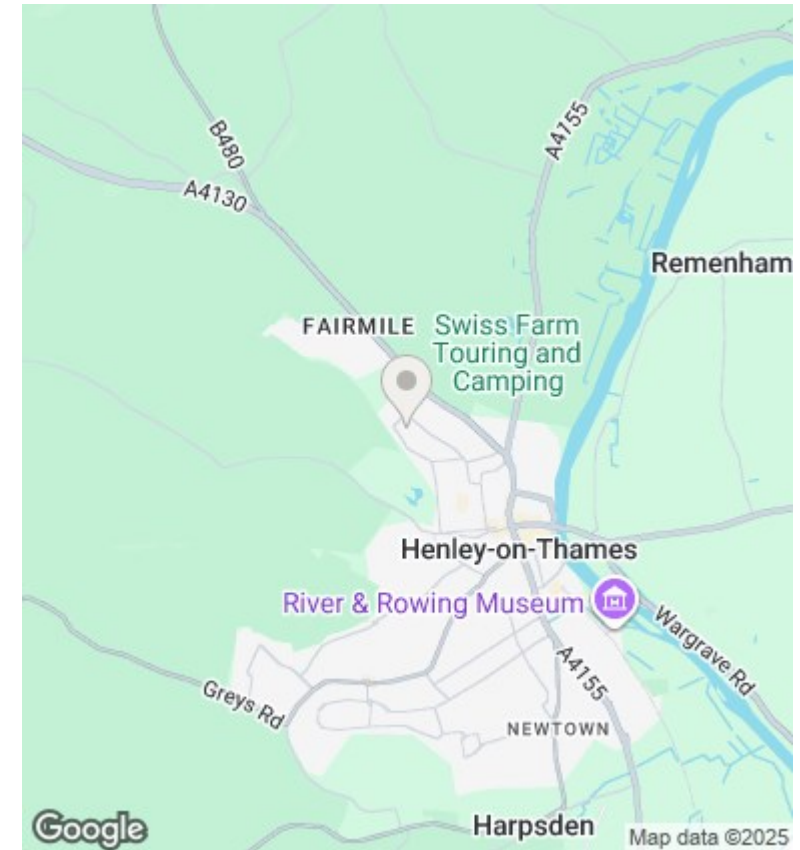 B480
A4130
A4155
Remenham
FAIRMILE
Swiss Farm
Touring and
Camping
Henley-on-Thames
River & Rowing Museum
Wargrave Rd
A4155
Greys Rd
NEWTOWN
Harpsden
Google
Map data ©2025